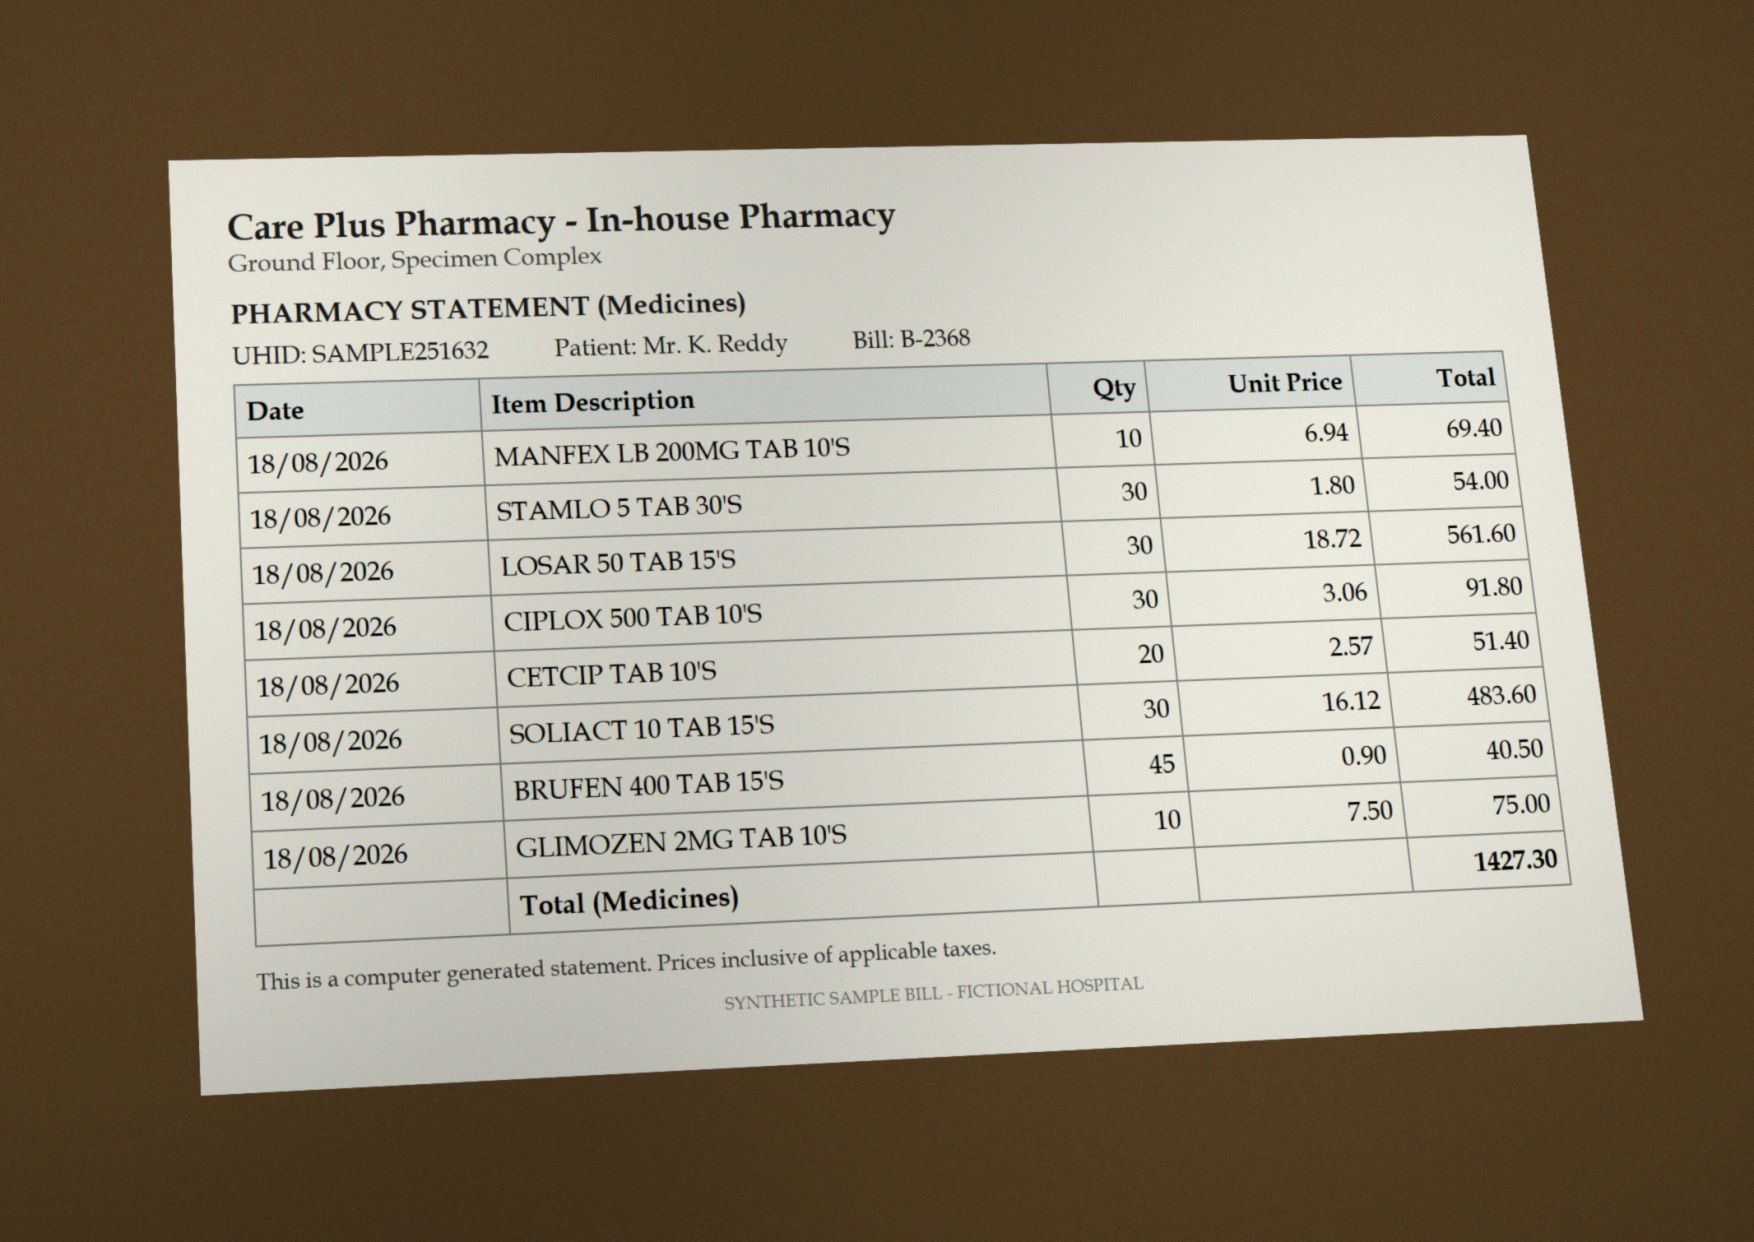 Care Plus Pharmacy - In-house Pharmacy
Ground Floor, Specimen Complex
PHARMACY STATEMENT (Medicines)
UHID: SAMPLE251632 Patient: Mr. K. Reddy Bill: B-2368
Date Item Description Qty Unit Price Total
18/08/2026 MANFEX LB 200MG TAB 10'S 10 6.94 69.40
18/08/2026 STAMLO 5 TAB 30'S 30 1.80 54.00
18/08/2026 LOSAR 50 TAB 15'S 30 18.72 561.60
18/08/2026 CIPLOX 500 TAB 10'S 30 3.06 91.80
18/08/2026 CETCIP TAB 10'S 20 2.57 51.40
18/08/2026 SOLIACT 10 TAB 15'S 30 16.12 483.60
18/08/2026 BRUFEN 400 TAB 15'S 45 0.90 40.50
18/08/2026 GLIMOZEN 2MG TAB 10'S 10 7.50 75.00
Total (Medicines) 1427.30
This is a computer generated statement. Prices inclusive of applicable taxes.
SYNTHETIC SAMPLE BILL - FICTIONAL HOSPITAL